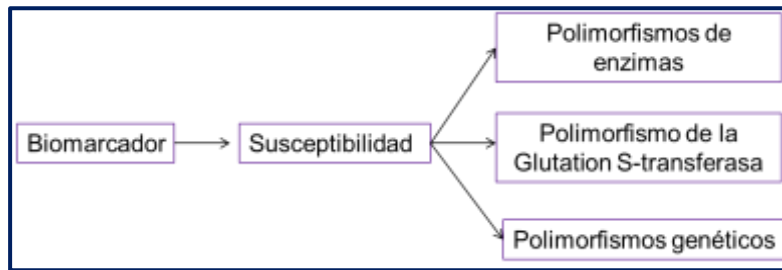 Biomarcador
Susceptibilidad
Polimorfismos de
enzimas
Polimorfismo de la
Glutation S-transferasa
Polimorfismos genéticos